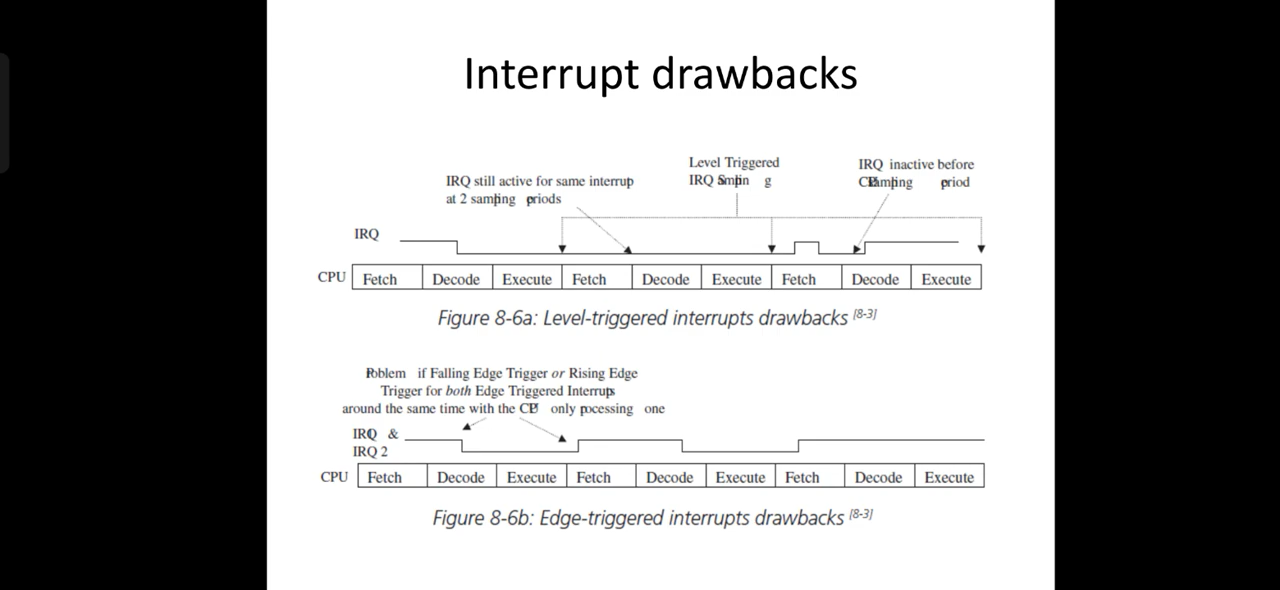 Interrupt drawbacks
Level Triggered
IRQ
IRQ inactive before
IRQ still active for same interrupt
at 2 sampling
IRQ
CPU Fetch Decode Execute Fetch Decode Execute Fetch Decode Execute
Figure 8-6a: Level-triggered interrupts drawbacks [8-3]
if Falling Edge Trigger or Rising Edge
Trigger for both Edge Triggered Interrupts
around the same time with the only one
IRQ &
IRQ 2
CPU Fetch Decode Execute Fetch Decode Execute Fetch Decode Execute
Figure 8-6b: Edge-triggered interrupts drawbacks [8-3]